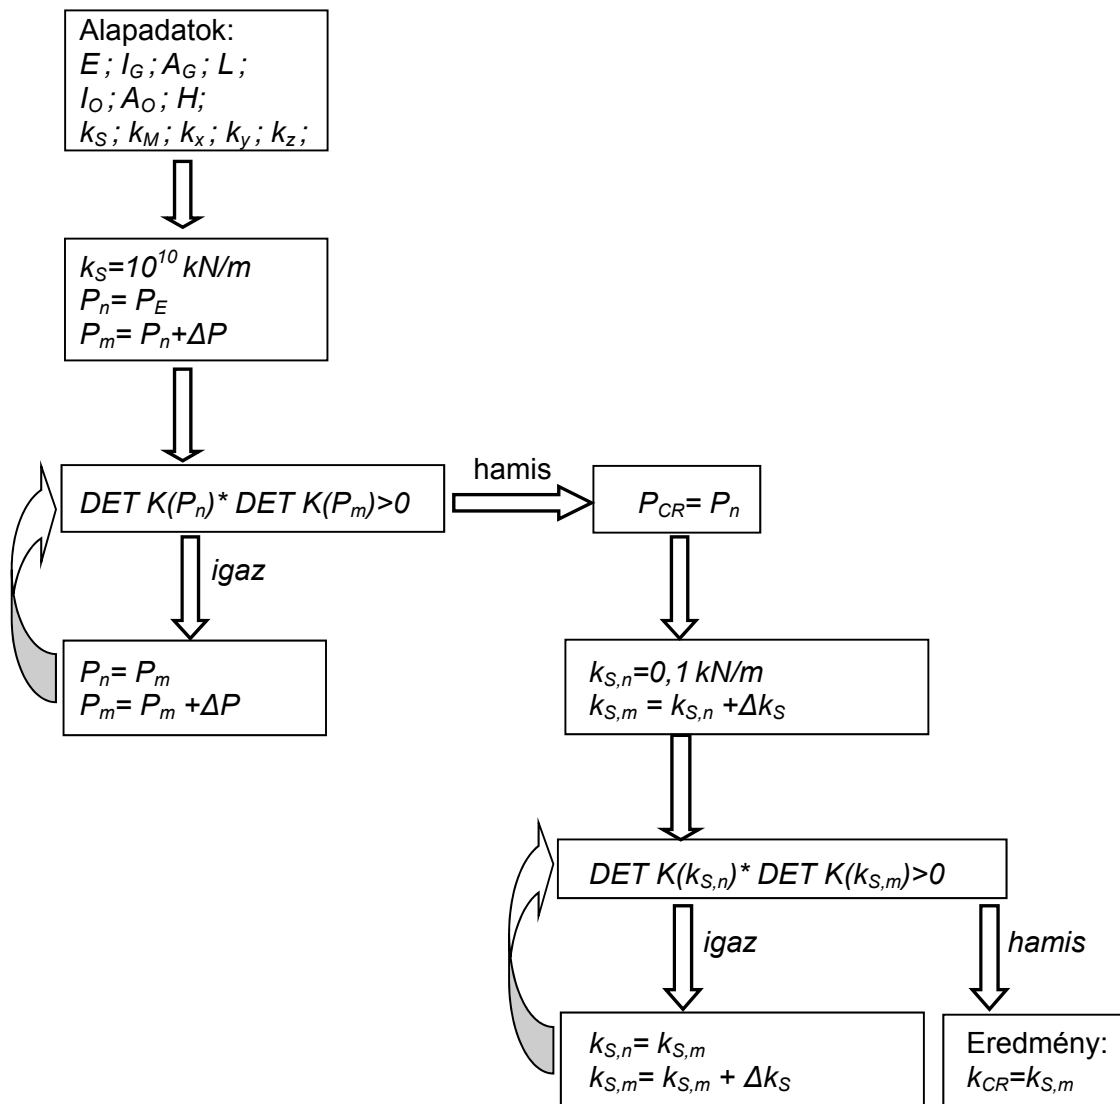 Alapadatok:
E ; I_G ; A_G ; L ;
I_O ; A_O ; H;
k_S ; k_M ; k_x ; k_y ; k_z ;
k_S=10^10 kN/m
P_n= P_E
P_m= P_n+ΔP
DET K(P_n)* DET K(P_m)>0
hamis
P_CR= P_n
igaz
P_n= P_m
P_m= P_m +ΔP
k_S,n=0,1 kN/m
k_S,m = k_S,n +Δk_S
DET K(k_S,n)* DET K(k_S,m)>0
igaz
hamis
k_S,n= k_S,m
k_S,m= k_S,m + Δk_S
Eredmény:
k_CR=k_S,m